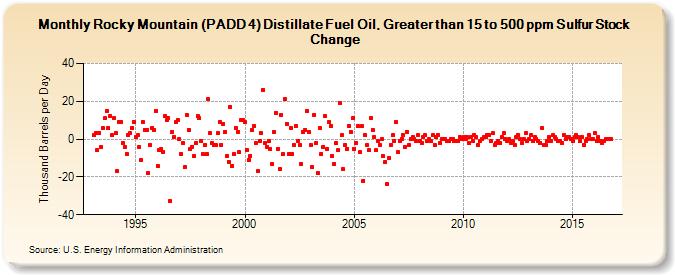 Monthly Rocky Mountain (PADD 4) Distillate Fuel Oil, Greater than 15 to 500 ppm Sulfur Stock
Change
Thousand Barrels per Day
40
20
0
-20
-40
1995
2000
2005
2010
2015
Source: U.S. Energy Information Administration